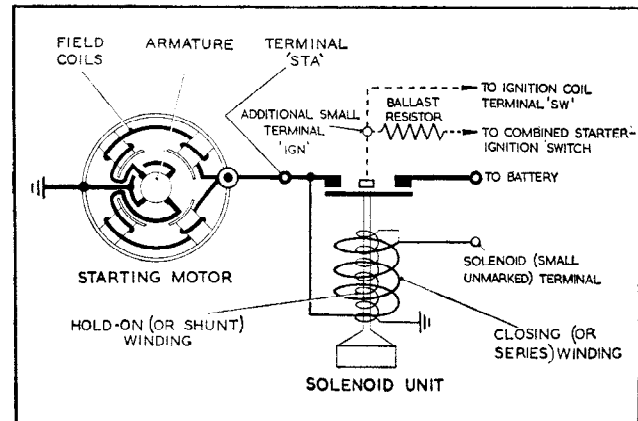 FIELD
COILS
ARMATURE
TERMINAL
'STA'
TO IGNITION COIL
TERMINAL 'SW'
BALLAST
RESISTOR
ADDITIONAL SMALL
TERMINAL
'IGN'
TO COMBINED STARTER-
IGNITION SWITCH
TO BATTERY
STARTING MOTOR
SOLENOID (SMALL
UNMARKED) TERMINAL
HOLD-ON (OR SHUNT)
WINDING
CLOSING (OR
SERIES) WINDING
SOLENOID UNIT